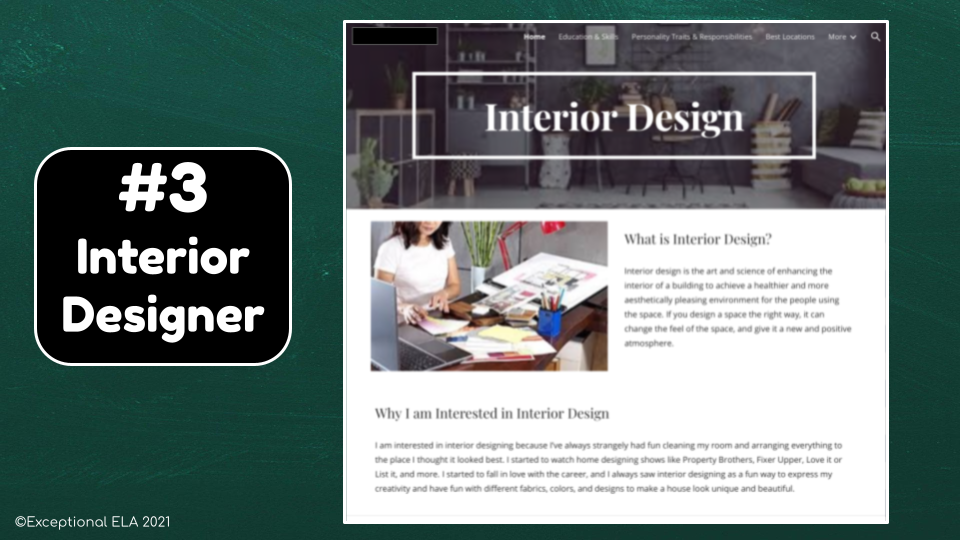 #3
Interior
Designer
Home Education & Skills Personality Traits & Responsibilities Best Locations More
Interior Design
What is Interior Design?
Interior design is the art and science of enhancing the
interior of a building to achieve a healthier and more
aesthetically pleasing environment for the people using
the space. If you design a space the right way, it can
change the feel of the space, and give it a new and positive
atmosphere.
Why I am Interested in Interior Design
I am interested in interior designing because I've always strangely had fun cleaning my room and arranging everything to
the place I thought it looked best. I started to watch home designing shows like Property Brothers, Fixer Upper, Love it or
List it, and more. I started to fall in love with the career, and I always saw interior designing as a fun way to express my
creativity and have fun with different fabrics, colors, and designs to make a house look unique and beautiful.
©Exceptional ELA 2021